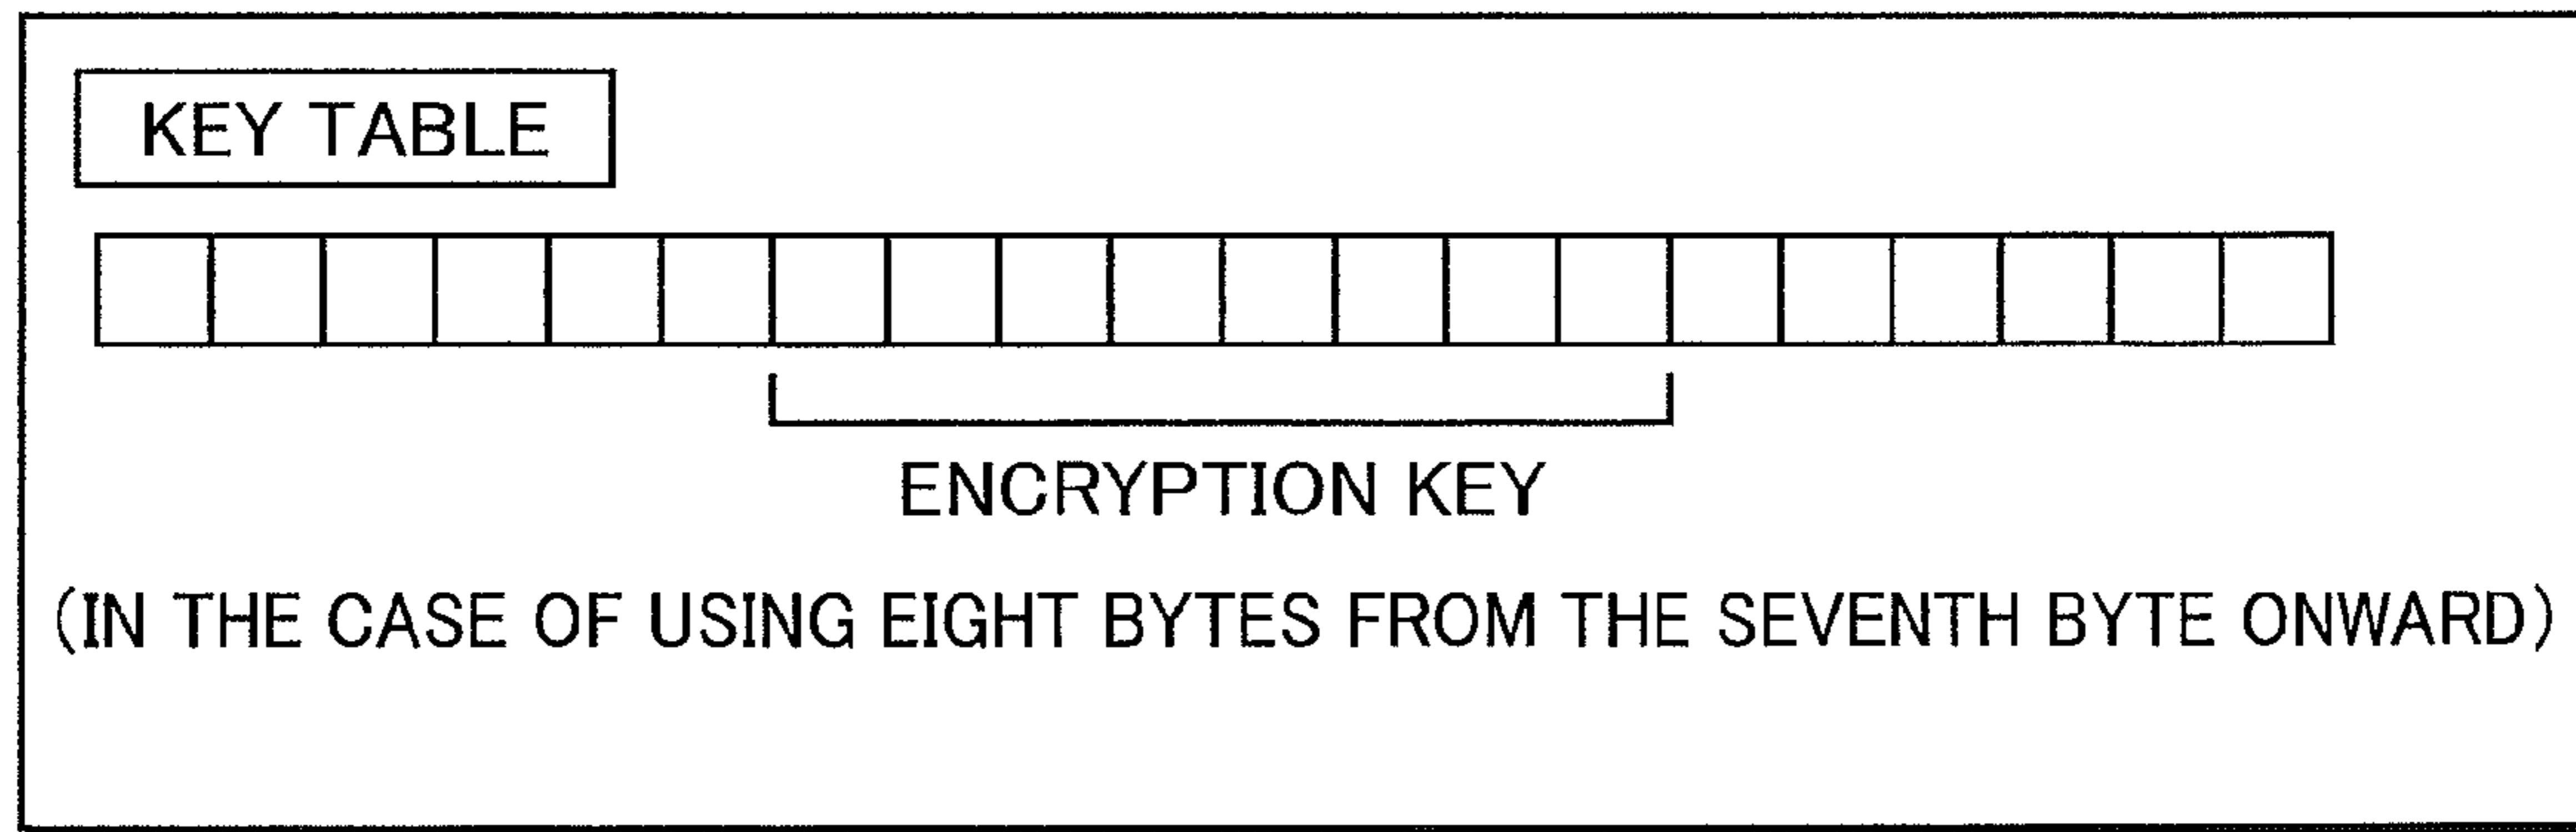 KEY TABLE
ENCRYPTION KEY
(IN THE CASE OF USING EIGHT BYTES FROM THE SEVENTH BYTE ONWARD)